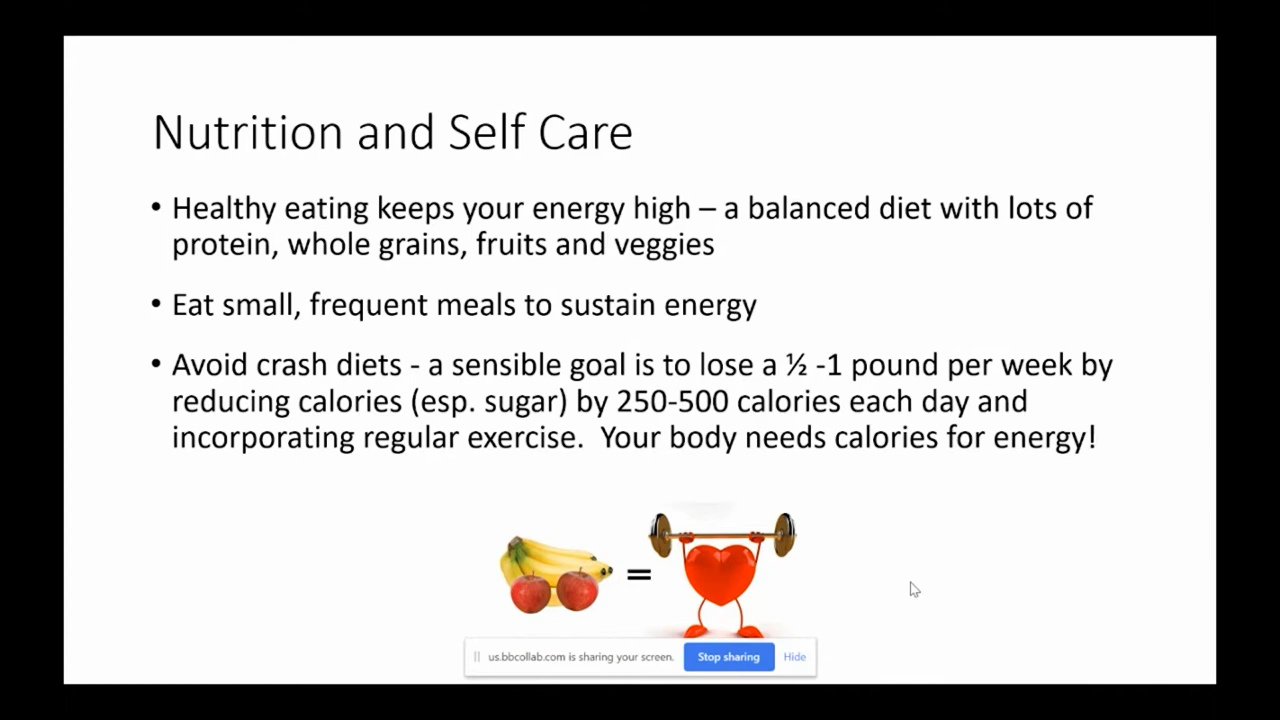 Nutrition and Self Care
• Healthy eating keeps your energy high – a balanced diet with lots of
protein, whole grains, fruits and veggies
• Eat small, frequent meals to sustain energy
• Avoid crash diets - a sensible goal is to lose a ½ -1 pound per week by
reducing calories (esp. sugar) by 250-500 calories each day and
incorporating regular exercise.  Your body needs calories for energy!
=
us.bbcollab.com is sharing your screen. Stop sharing Hide